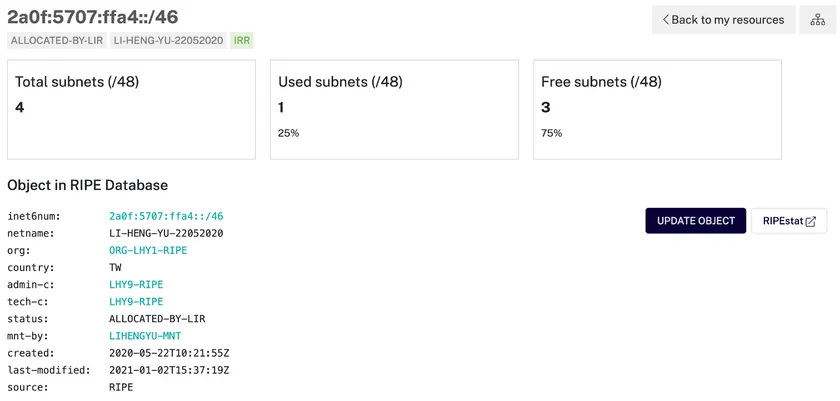 2a0f:5707:ffa4::/46
Back to my resources
ALLOCATED-BY-LIR LI-HENG-YU-22052020 IRR
Total subnets (/48)
4
Used subnets (/48)
1
25%
Free subnets (/48)
3
75%
Object in RIPE Database
UPDATE OBJECT RIPEstat
inet6num: 2a0f:5707:ffa4::/46
netname: LI-HENG-YU-22052020
org: ORG-LHY1-RIPE
country: TW
admin-c: LHY9-RIPE
tech-c: LHY9-RIPE
status: ALLOCATED-BY-LIR
mnt-by: LIHENGYU-MNT
created: 2020-05-22T10:21:55Z
last-modified: 2021-01-02T15:37:19Z
source: RIPE